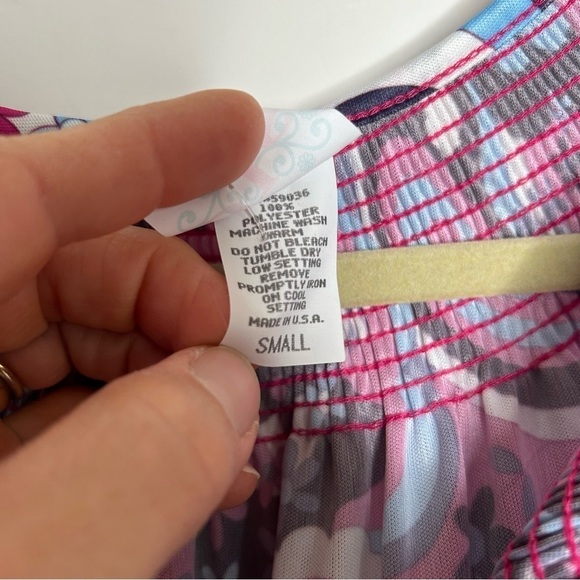 59036
100%
POLYESTER
MACHINE WASH
WARM
DO NOT BLEACH
TUMBLE DRY
LOW SETTING
REMOVE
PROMPTLY IRON
ON COOL
SETTING
MADE IN U.S.A.
SMALL